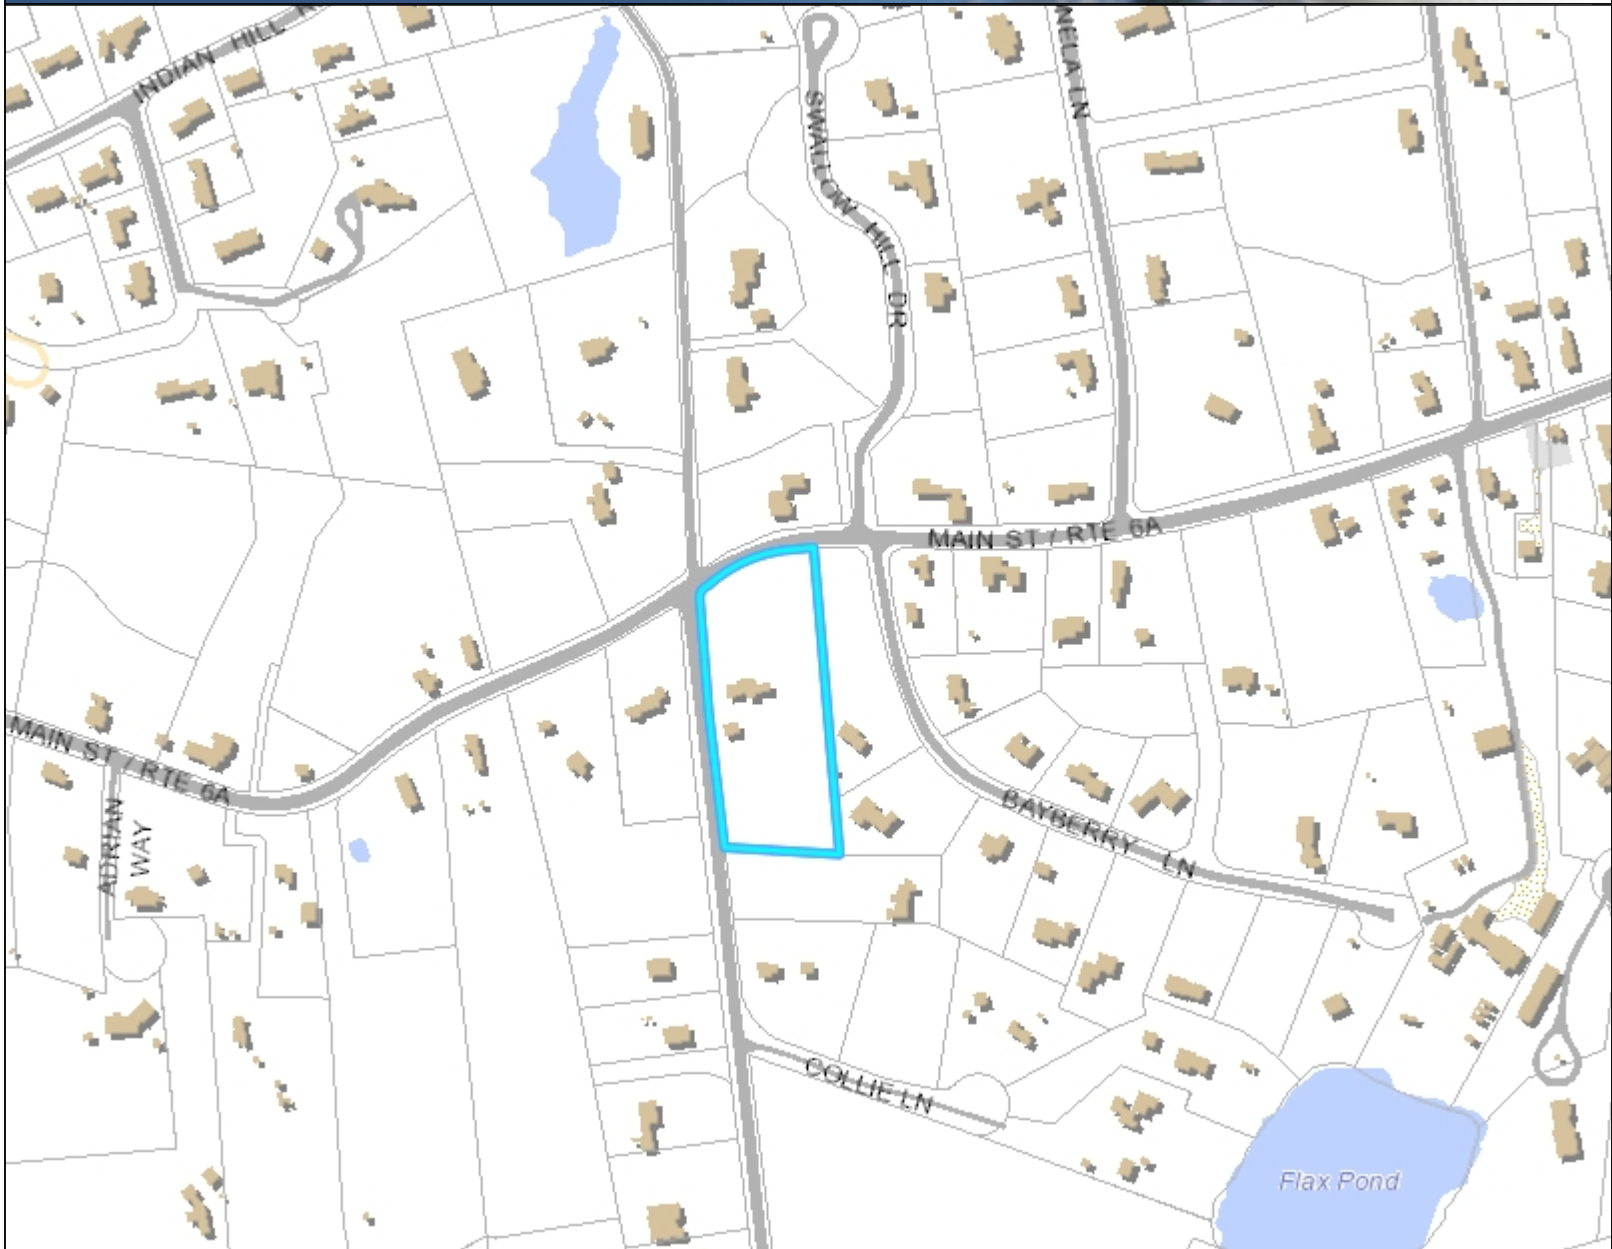 INDIAN HILL
NELA LN
SWALLOW HILL DR
MAIN ST / RTE 6A
MAIN ST / RTE 6A
ADRIAN
WAY
BAYBERRY LN
COLLIE LN
Flax Pond